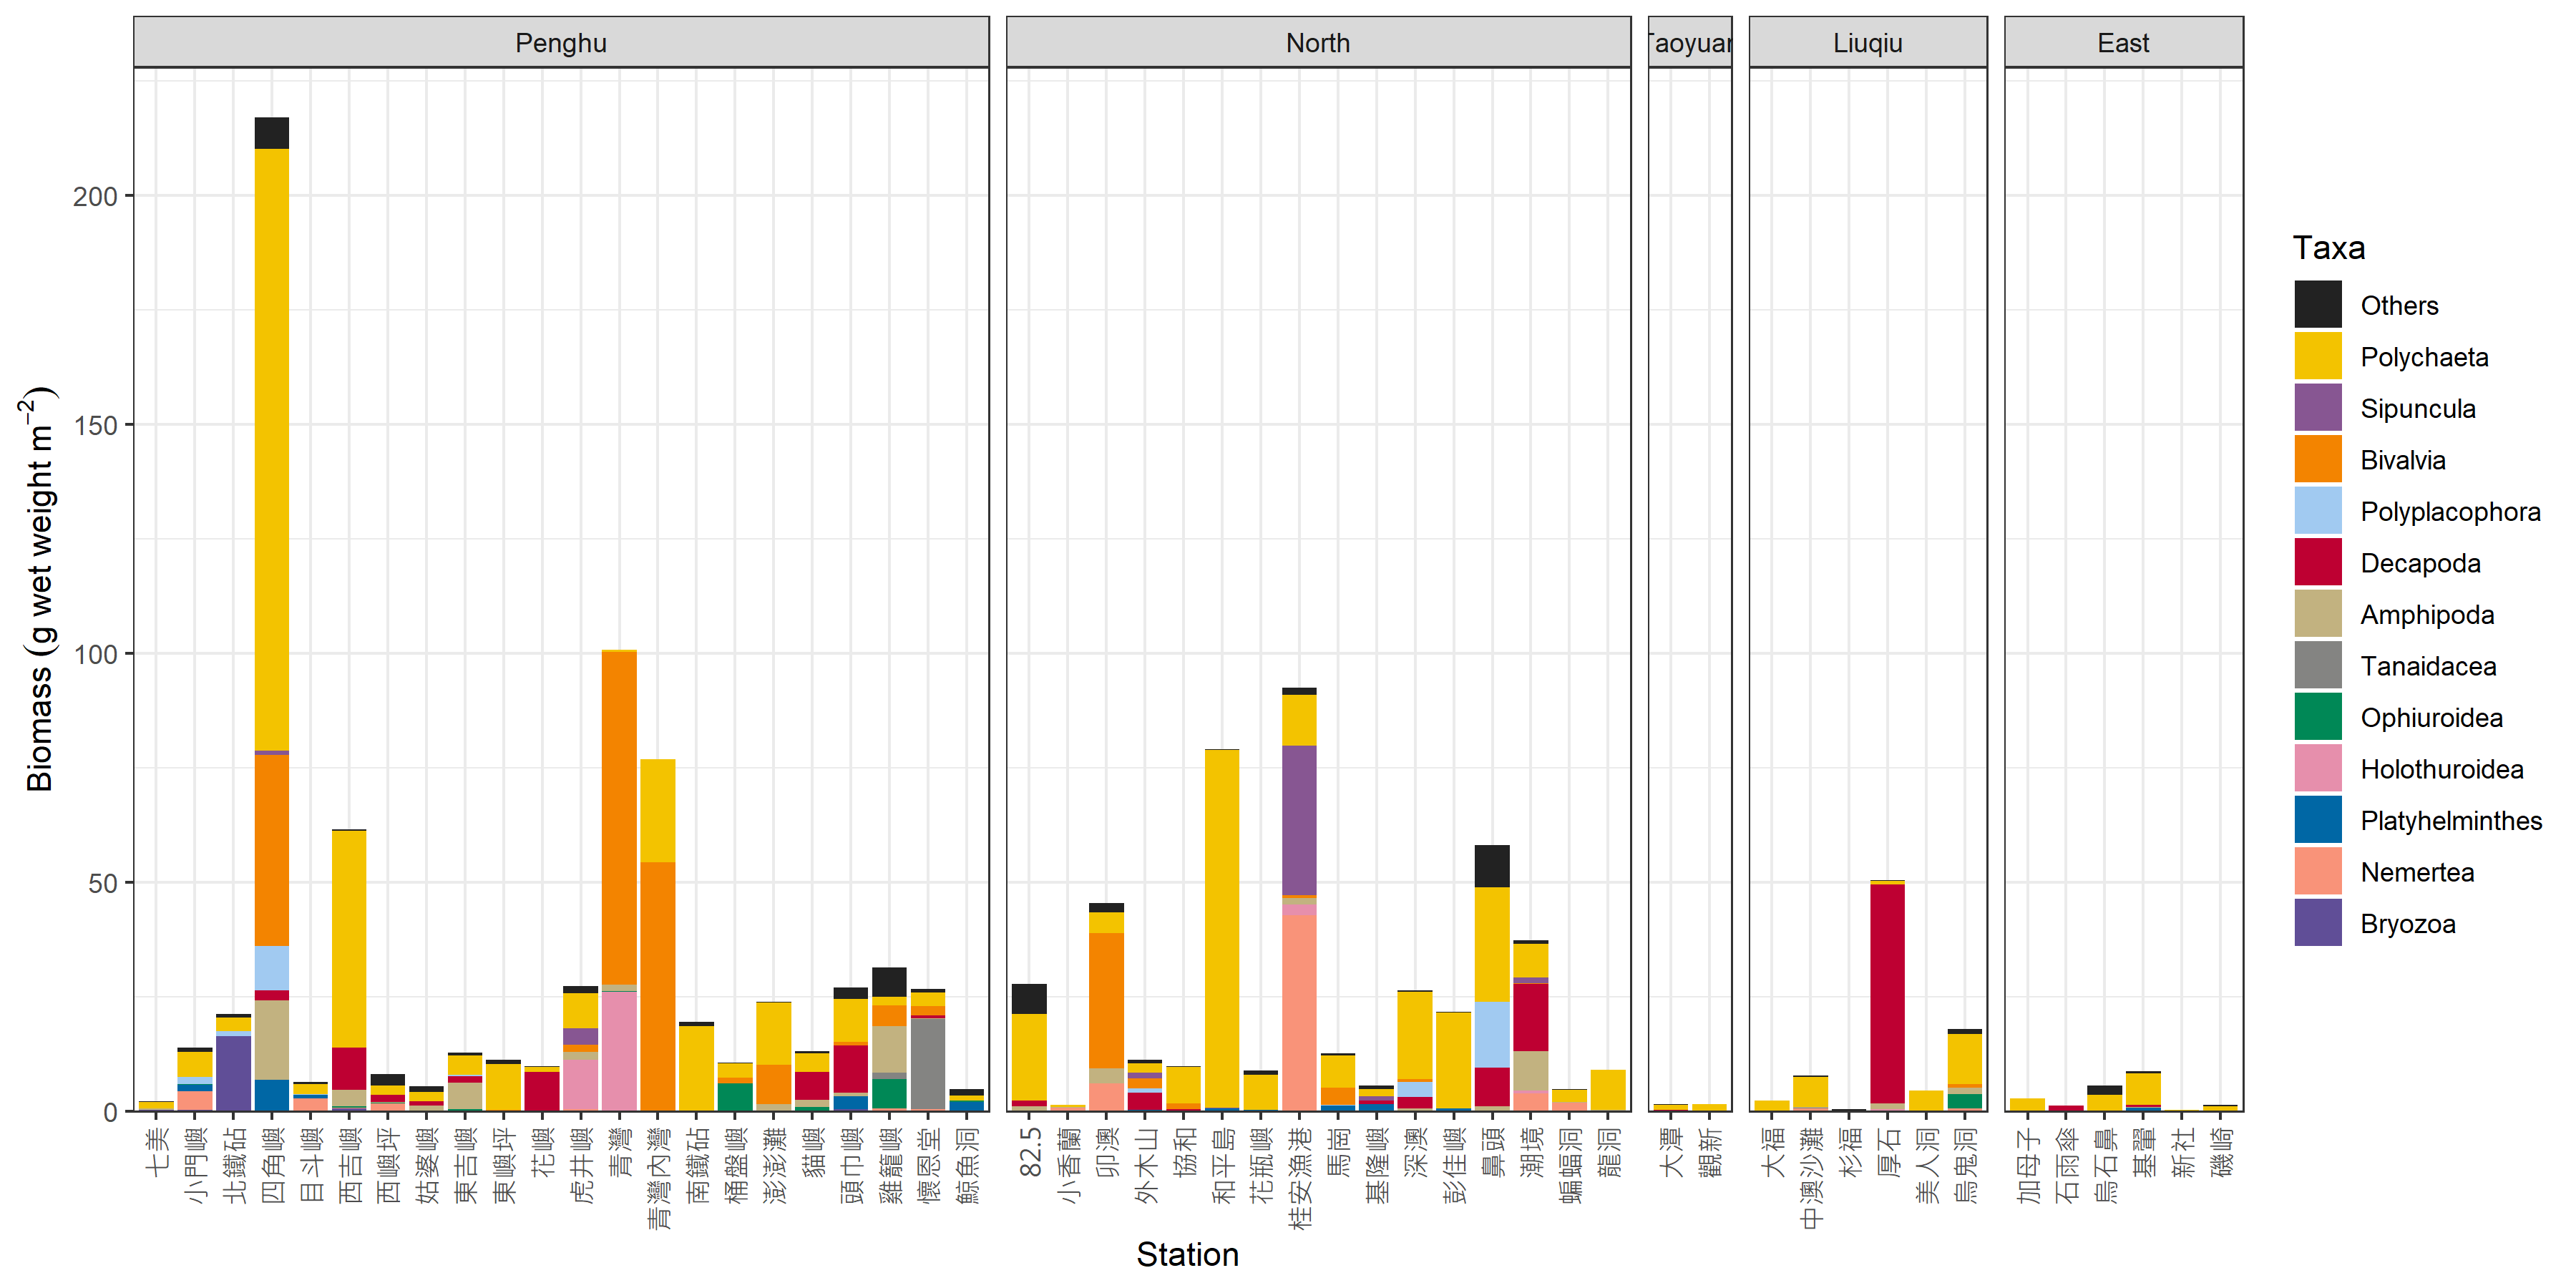 Penghu
North
Taoyuan
Liuqiu
East
Biomass (g wet weight m⁻²)
200
150
100
50
0
七美
小門嶼
北鐵砧
四角嶼
目斗嶼
西吉嶼
西嶼坪
姑婆嶼
東吉嶼
東嶼坪
花嶼
虎井嶼
青灣
青灣內灣
南鐵砧
桶盤嶼
澎澎灘
貓嶼
頭巾嶼
雞籠嶼
懷恩堂
鯨魚洞
82.5
小香蘭
卯澳
外木山
協和
和平島
花瓶嶼
桂安漁港
馬崗
基隆嶼
深澳
彭佳嶼
鼻頭
潮境
蝙蝠洞
龍洞
大潭
觀新
大福
中澳沙灘
杉福
厚石
美人洞
烏鬼洞
加母子
石雨傘
烏石鼻
基翬
新社
磯崎
Station
Taxa
Others
Polychaeta
Sipuncula
Bivalvia
Polyplacophora
Decapoda
Amphipoda
Tanaidacea
Ophiuroidea
Holothuroidea
Platyhelminthes
Nemertea
Bryozoa